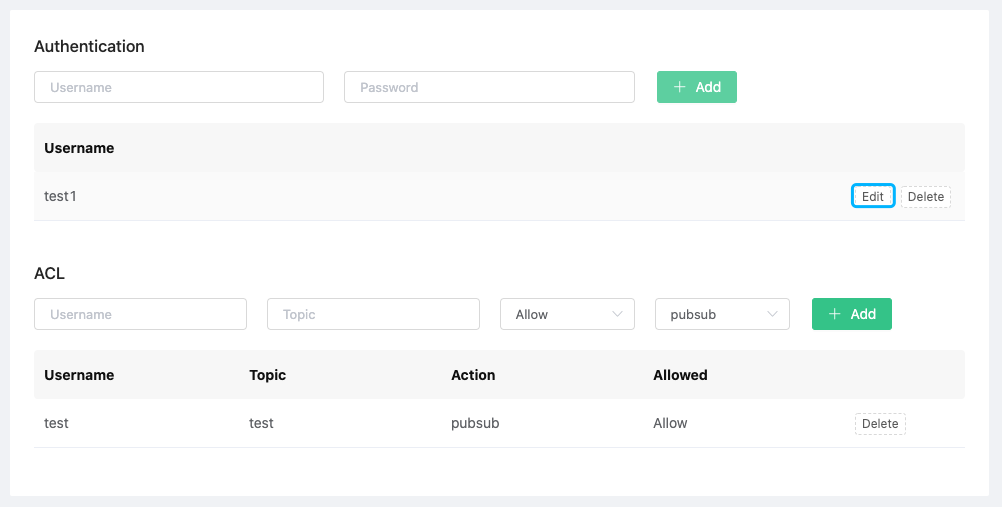 Authentication
Username Password + Add
Username
test1 Edit Delete
ACL
Username Topic Allow pubsub + Add
Username Topic Action Allowed
test test pubsub Allow Delete